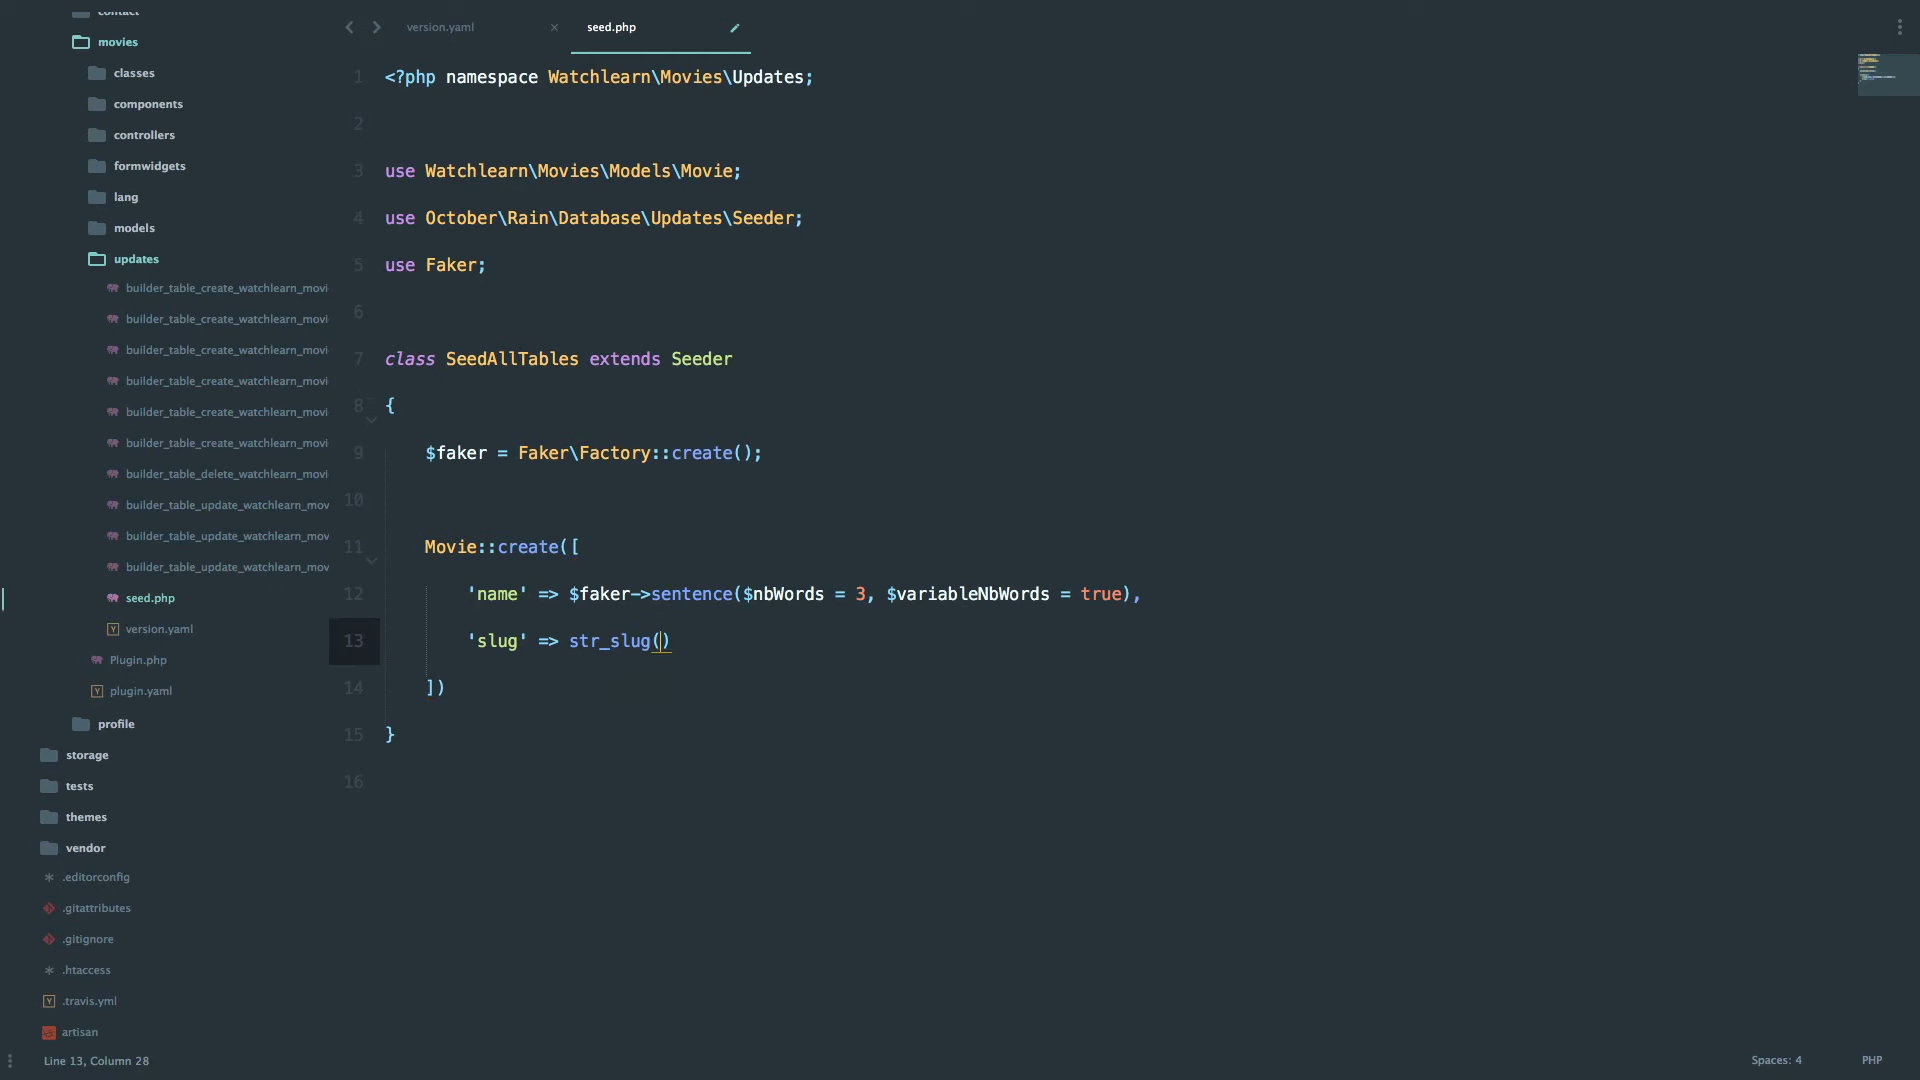 contact
movies
classes
components
controllers
formwidgets
lang
models
updates
builder_table_create_watchlearn_movi
builder_table_create_watchlearn_movi
builder_table_create_watchlearn_movi
builder_table_create_watchlearn_movi
builder_table_create_watchlearn_movi
builder_table_create_watchlearn_movi
builder_table_delete_watchlearn_movi
builder_table_update_watchlearn_mov
builder_table_update_watchlearn_mov
builder_table_update_watchlearn_mov
seed.php
version.yaml
Plugin.php
plugin.yaml
profile
storage
tests
themes
vendor
.editorconfig
.gitattributes
.gitignore
.htaccess
.travis.yml
artisan
version.yaml × seed.php
1 <?php namespace Watchlearn\Movies\Updates;
2
3 use Watchlearn\Movies\Models\Movie;
4 use October\Rain\Database\Updates\Seeder;
5 use Faker;
6
7 class SeedAllTables extends Seeder
8 {
9 $faker = Faker\Factory::create();
10
11 Movie::create([
12 'name' => $faker->sentence($nbWords = 3, $variableNbWords = true),
13 'slug' => str_slug()
14 ])
15 }
16
Line 13, Column 28 Spaces: 4 PHP